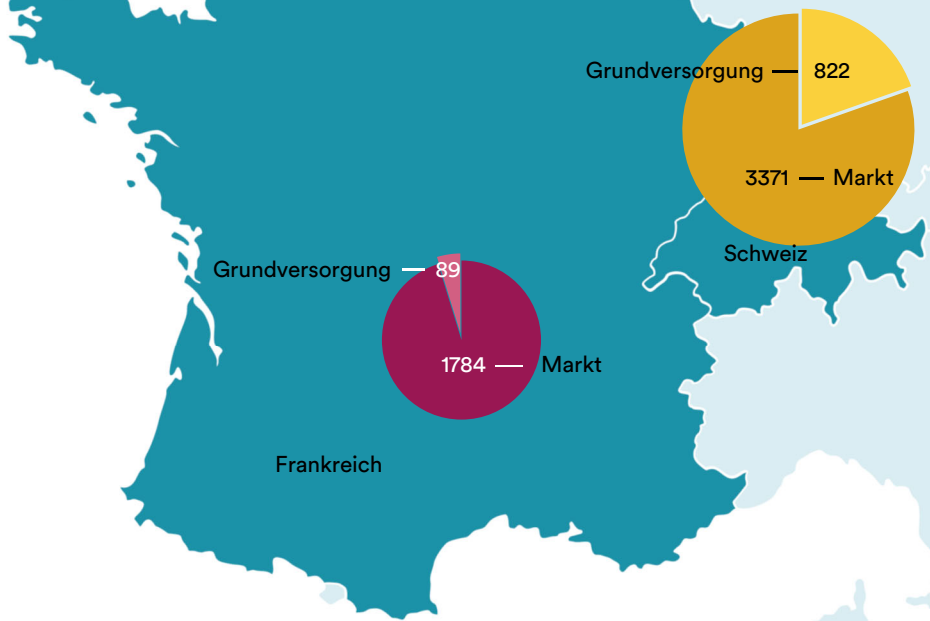 Grundversorgung 822
3371 Markt
Schweiz
Grundversorgung 89
1784 Markt
Frankreich